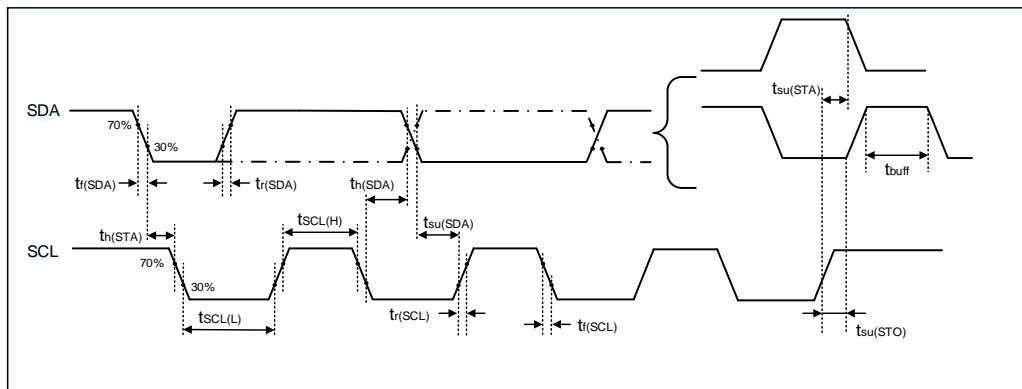 tsu(STA)
SDA
70%
30%
tbuff
tf(SDA)
tr(SDA)
th(SDA)
tSCL(H)
tsu(SDA)
th(STA)
SCL
70%
30%
tSCL(L)
tr(SCL)
tf(SCL)
tsu(STO)